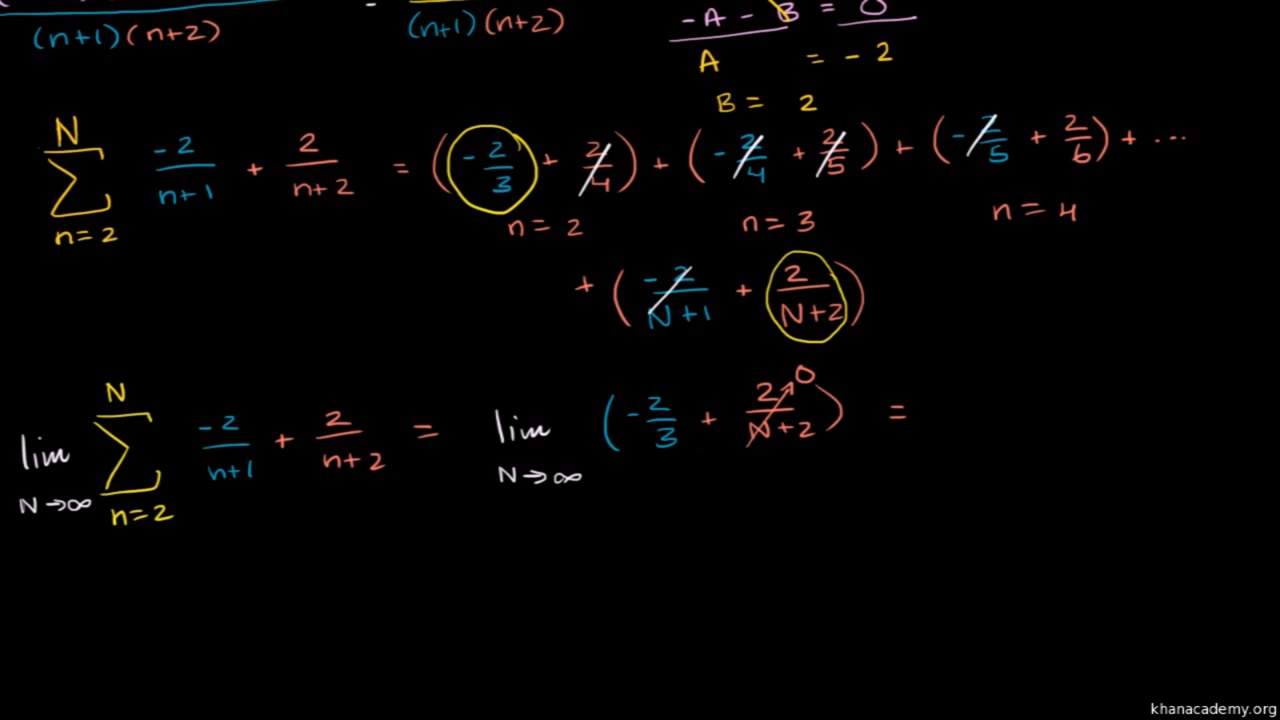 (n+1)(n+2) (n+1)(n+2) -A - B = 0
A = -2
B = 2
N
∑ -2/(n+1) + 2/(n+2) = (-2/3 + 2/4) + (-2/4 + 2/5) + (-2/5 + 2/6) + ...
n=2 n=2 n=3 n=4
+ (-2/(N+1) + 2/(N+2))
N 0
lim ∑ -2/(n+1) + 2/(n+2) = lim (-2/3 + 2/(N+2)) =
N→∞ n=2 N→∞
khanacademy.org